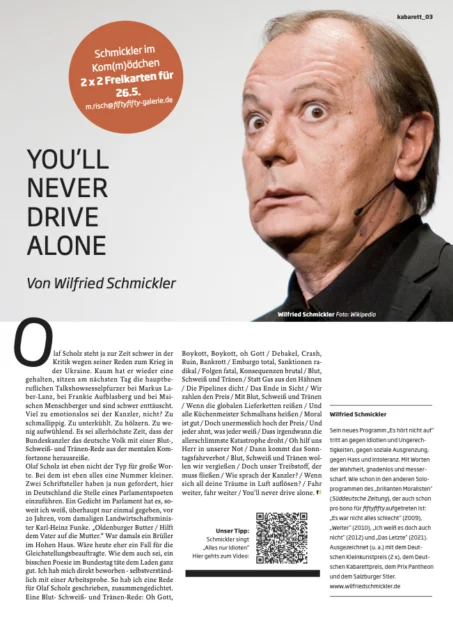 kabarett_03
Schmickler im
Kom(m)ödchen
2 x 2 Freikarten für
26.5.
m.risch@fiftyfifty-galerie.de
YOU'LL
NEVER
DRIVE
ALONE
Von Wilfried Schmickler
Wilfried Schmickler Foto: Wikipedia
Olaf Scholz steht ja zur Zeit schwer in der
Kritik wegen seiner Reden zum Krieg in
der Ukraine. Kaum hat er wieder eine
gehalten, sitzen am nächsten Tag die hauptbe-
ruflichen Talkshowesselpfurzer bei Markus La-
ber-Lanz, bei Frankie Aufblasberg und bei Mai-
schen Menschberger und sind schwer enttäuscht.
Viel zu emotionslos sei der Kanzler, nicht? Zu
schmallippig. Zu unterkühlt. Zu hölzern. Zu we-
nig aufwühlend. Es sei allerhöchste Zeit, dass der
Bundeskanzler das deutsche Volk mit einer Blut-,
Schweiß- und Tränen-Rede aus der mentalen Kom-
fortzone herausreiße.
Olaf Scholz ist eben nicht der Typ für große Wor-
te. Bei dem ist eben alles eine Nummer kleiner.
Zwei Schriftsteller haben ja nun gefordert, hier
in Deutschland die Stelle eines Parlamentspoeten
einzuführen. Ein Gedicht im Parlament hat es, so-
weit ich weiß, überhaupt nur einmal gegeben, vor
20 Jahren, vom damaligen Landwirtschaftsminis-
ter Karl-Heinz Funke. „Oldenburger Butter / Hilft
dem Vater auf die Mutter.“ War damals ein Brüller
im Hohen Haus. Wäre heute eher ein Fall für die
Gleichstellungsbeauftragte. Wie dem auch sei, ein
bisschen Poesie im Bundestag täte dem Laden ganz
gut. Ich hab mich direkt beworben – selbstverständ-
lich mit einer Arbeitsprobe. So hab ich eine Rede
für Olaf Scholz geschrieben, zusammengedichtet.
Eine Blut- Schweiß- und Tränen-Rede: Oh Gott,
Boykott, Boykott, oh Gott / Debakel, Crash,
Ruin, Bankrott / Embargo total, Sanktionen ra-
dikal / Folgen fatal, Konsequenzen brutal / Blut,
Schweiß und Tränen / Statt Gas aus den Hähnen
/ Die Pipelines dicht / Das Ende in Sicht / Wir
zahlen den Preis / Mit Blut, Schweiß und Tränen
/ Wenn die globalen Lieferketten reißen / Und
alle Küchenmeister Schmalhans heißen / Moral
ist gut / Doch unermesslich hoch der Preis / Und
jeder ahnt, was jeder weiß / Dass irgendwann die
allerschlimmste Katastrophe droht / Oh hilf uns
Herr in unserer Not / Dann kommt das Sonn-
tagsfahrverbot / Blut, Schweiß und Tränen wol-
len wir vergießen / Doch unser Treibstoff, der
muss fließen / Wie sprach der Kanzler? / Wenn
sich all deine Träume in Luft auflösen? / Fahr
weiter, fahr weiter / You'll never drive alone.
Unser Tipp:
Schmickler singt
„Alles nur Idioten“
Hier gehts zum Video:
Wilfried Schmickler
Sein neues Programm „Es hört nicht auf“
tritt an gegen Idiotien und Ungerech-
tigkeiten, gegen soziale Ausgrenzung,
gegen Hass und Intoleranz. Mit Worten
der Wahrheit, gnadenlos und messer-
scharf. Wie schon in den anderen Solo-
programmen des „brillanten Moralisten“
(Süddeutsche Zeitung), der auch schon
pro bono für fiftyfifty aufgetreten ist:
„Es war nicht alles schlecht“ (2009),
„Weiter“ (2010), „Ich weiß es doch auch
nicht“ (2012) und „Das Letzte“ (2021).
Ausgezeichnet (u. a.) mit dem Deut-
schen Kleinkunstpreis (2 x), dem Deut-
schen Kabarettpreis, dem Prix Pantheon
und dem Salzburger Stier.
www.wilfriedschmickler.de